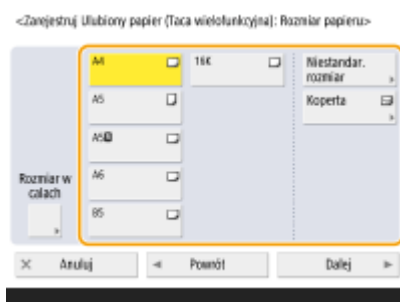 <Zarejestruj Ulubiony papier (Taca wielofunkcyjna): Rozmiar papieru>
A4
16K
Niestandar.
rozmiar
A5
Koperta
A5R
A6
Rozmiar w
calach
B5
Anuluj
Powrót
Dalej